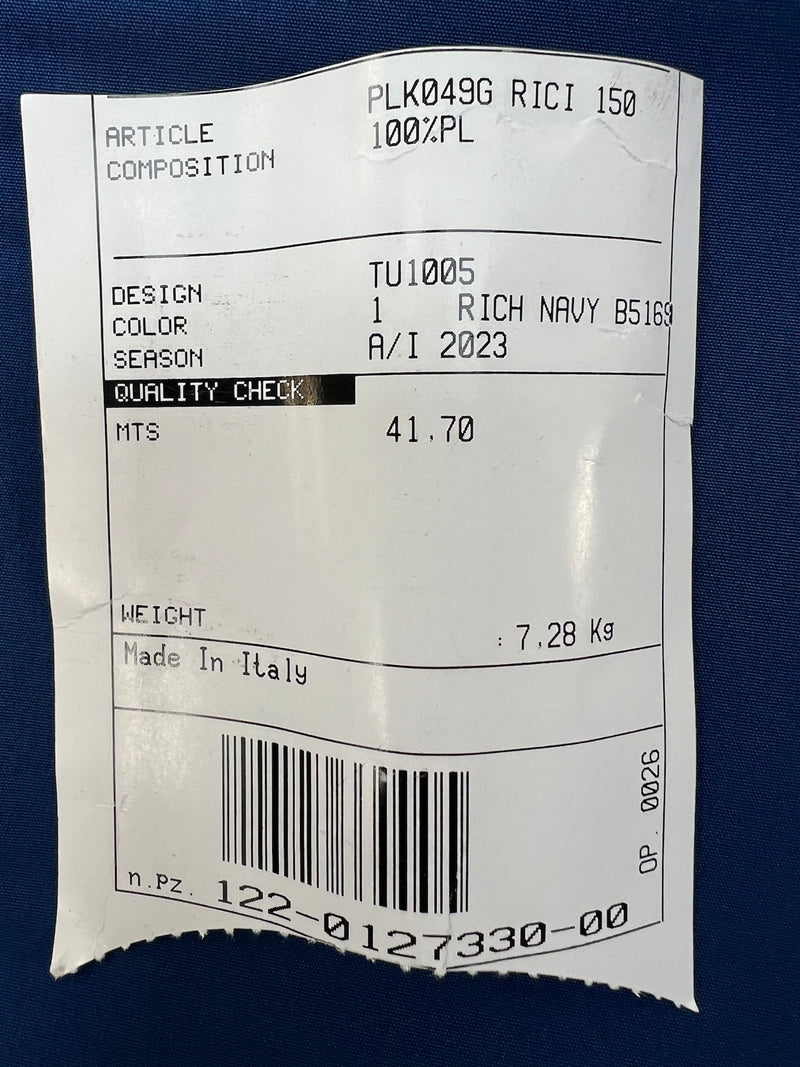 ARTICLE PLK049G RICI 150
COMPOSITION 100%PL
DESIGN TU1005
COLOR 1 RICH NAVY B5169
SEASON A/I 2023
QUALITY CHECK
MTS 41,70
WEIGHT : 7,28 Kg
Made In Italy
OP. 0026
n.pz. 122-0127330-00